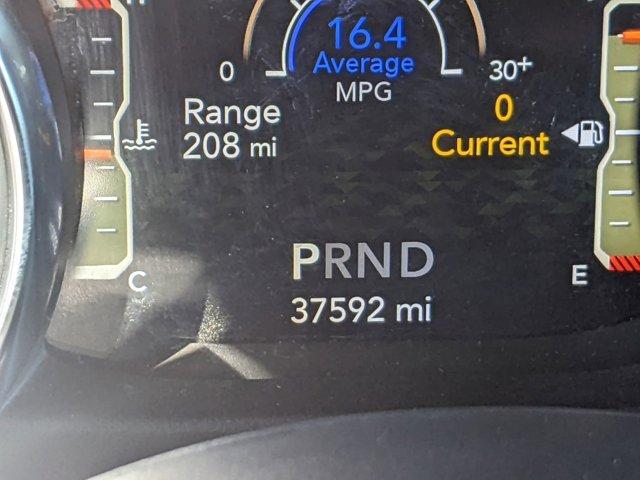 16.4
Average
0 30+
MPG
Range 0
208 mi Current
PRND
37592 mi
C E